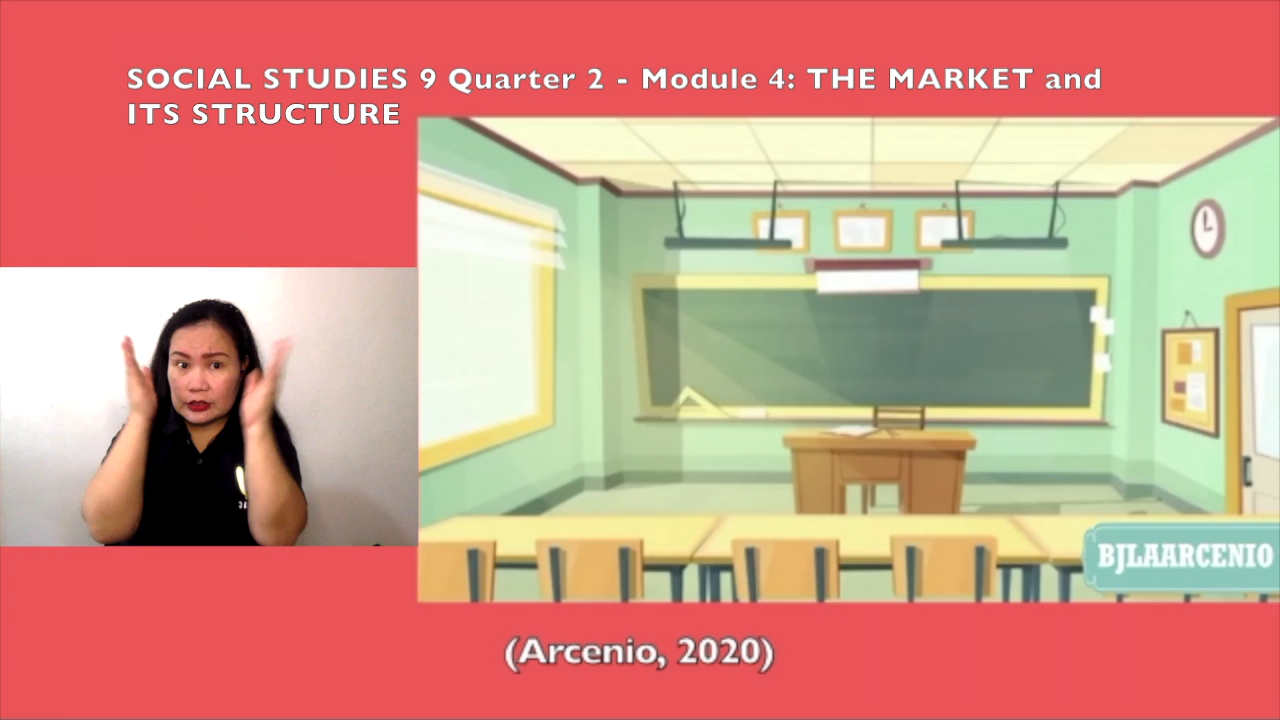 SOCIAL STUDIES 9 Quarter 2 - Module 4: THE MARKET and
ITS STRUCTURE
BJLAARCENIO
(Arcenio, 2020)